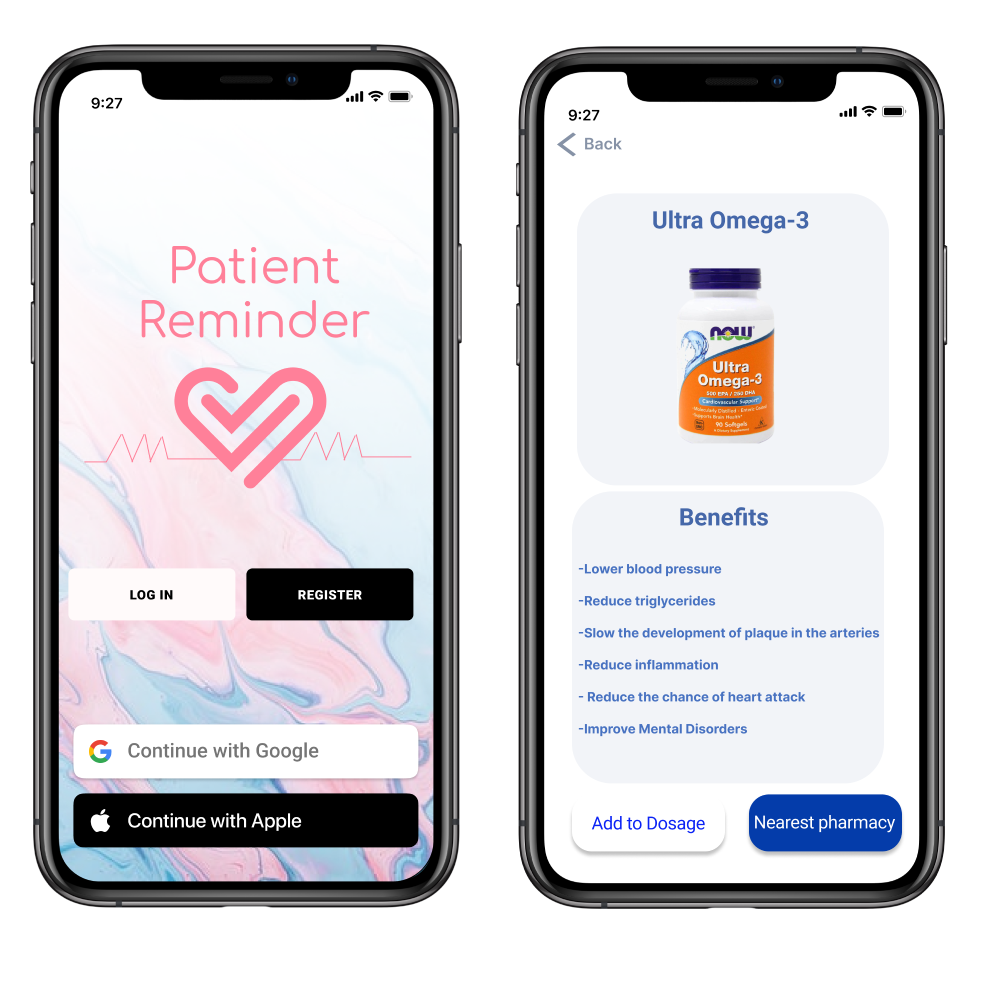 9:27
Patient
Reminder
LOG IN
REGISTER
Continue with Google
Continue with Apple
9:27
Back
Ultra Omega-3
now
Ultra
Omega-3
500 EPA / 250 DHA
Cardiovascular Support*
90 Softgels
Benefits
-Lower blood pressure
-Reduce triglycerides
-Slow the development of plaque in the arteries
-Reduce inflammation
- Reduce the chance of heart attack
-Improve Mental Disorders
Add to Dosage
Nearest pharmacy